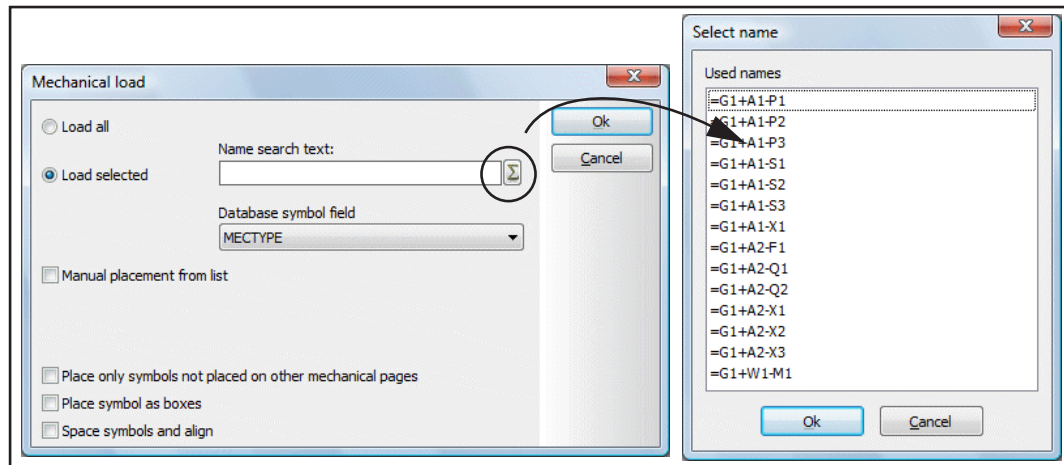 Mechanical load
Load all
Load selected
Name search text:
Σ
Database symbol field
MECTYPE
Manual placement from list
Place only symbols not placed on other mechanical pages
Place symbol as boxes
Space symbols and align
Ok
Cancel
Select name
Used names
=G1+A1-P1
=G1+A1-P2
=G1+A1-P3
=G1+A1-S1
=G1+A1-S2
=G1+A1-S3
=G1+A1-X1
=G1+A2-F1
=G1+A2-Q1
=G1+A2-Q2
=G1+A2-X1
=G1+A2-X2
=G1+A2-X3
=G1+W1-M1
Ok
Cancel